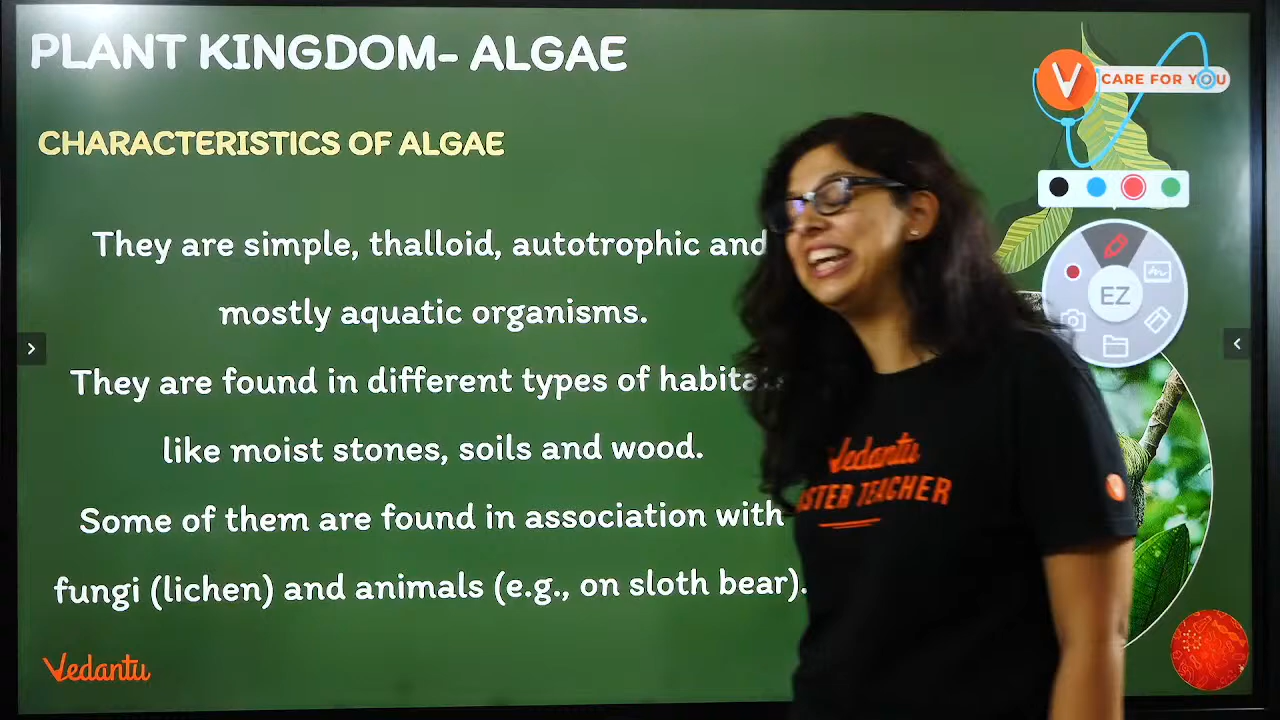 PLANT KINGDOM- ALGAE
CARE FOR YOU
CHARACTERISTICS OF ALGAE
They are simple, thalloid, autotrophic and
mostly aquatic organisms.
EZ
They are found in different types of
like moist stones, soils and wood.
Vedantu
TEACHER
Some of them are found in association with
fungi (lichen) and animals (e.g., on sloth bear).
Vedantu